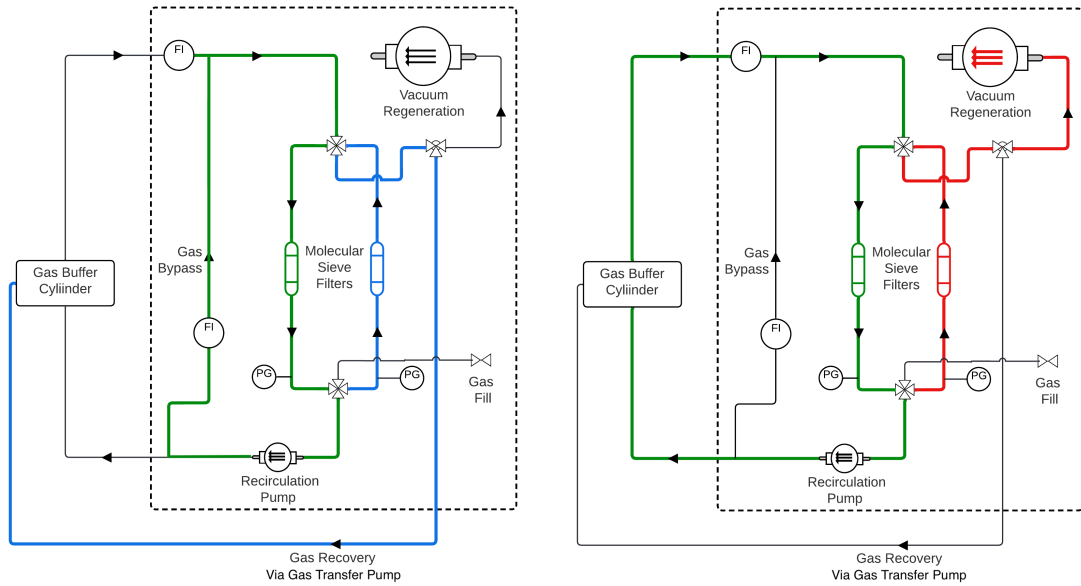 FI
Vacuum
Regeneration
Gas
Bypass
Molecular
Sieve
Filters
Gas Buffer
Cyliinder
FI
PG
PG
Gas
Fill
Recirculation
Pump
Gas Recovery
Via Gas Transfer Pump
FI
Vacuum
Regeneration
Gas
Bypass
Molecular
Sieve
Filters
Gas Buffer
Cyliinder
FI
PG
PG
Gas
Fill
Recirculation
Pump
Gas Recovery
Via Gas Transfer Pump